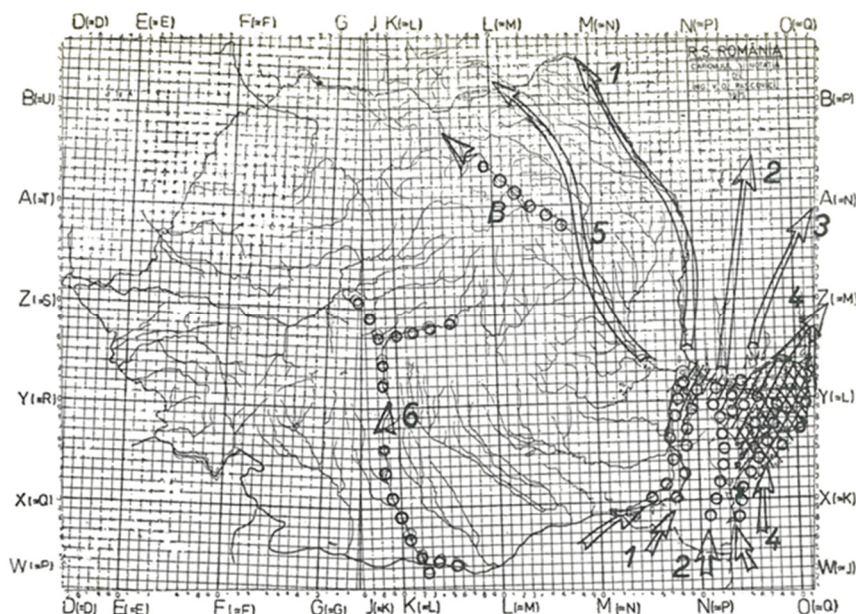 D(=D) E(=E) F(=F) G J K(=L) L(=M) M(=N) N(=P) O(=Q)
R.S. ROMÂNIA
1
B(=U) B(=P)
2
A(=T) A(=N)
B 5 3
Z(=S) 4 Z(=M)
Y(=R) Y(=L)
6
X(=Q) X(=K)
1 2 4
W(=P) W(=J)
D(=D) E(=E) F(=F) G(=G) J(=K) K(=L) L(=M) M(=N) N(=P) O(=Q)